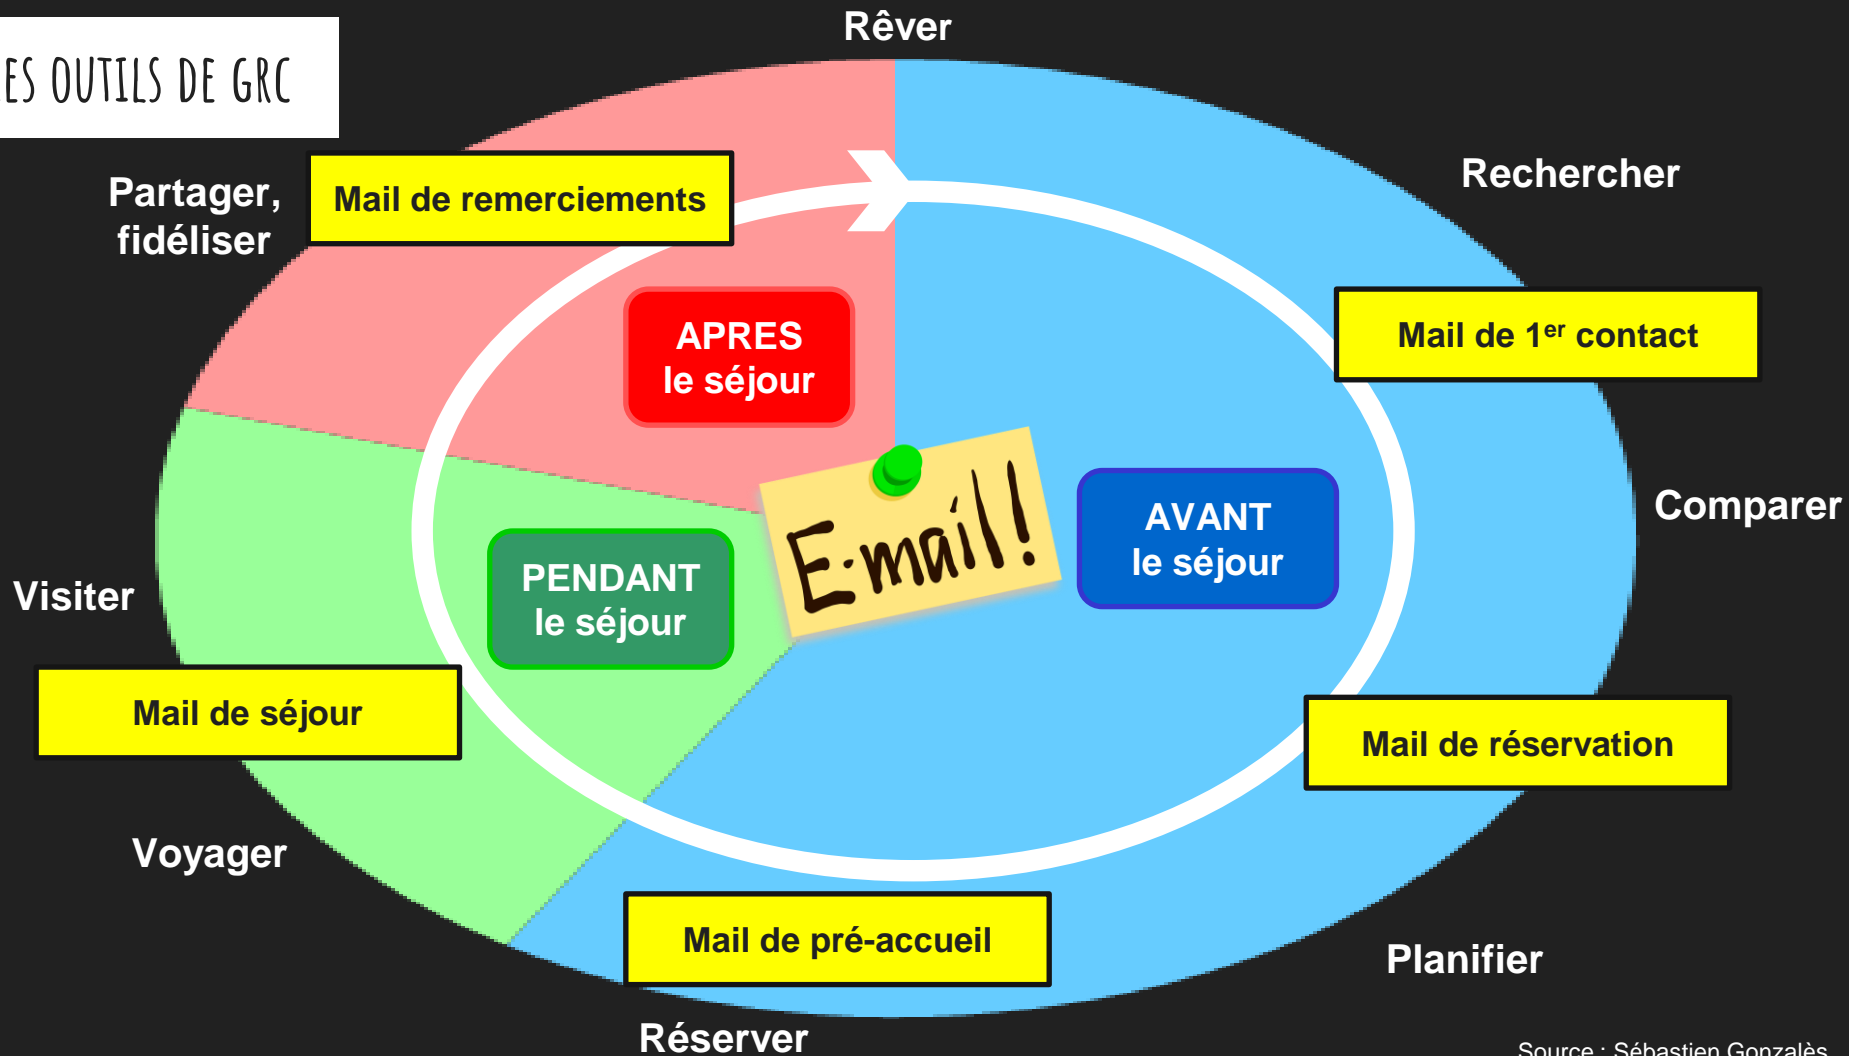 Rêver
ES OUTILS DE GRC
Rechercher
Partager,
fidéliser
Mail de remerciements
APRES
le séjour
Mail de 1er contact
E-mail!
AVANT
le séjour
Comparer
PENDANT
le séjour
Visiter
Mail de séjour
Mail de réservation
Voyager
Mail de pré-accueil
Planifier
Réserver
Source : Sébastien Gonzalès